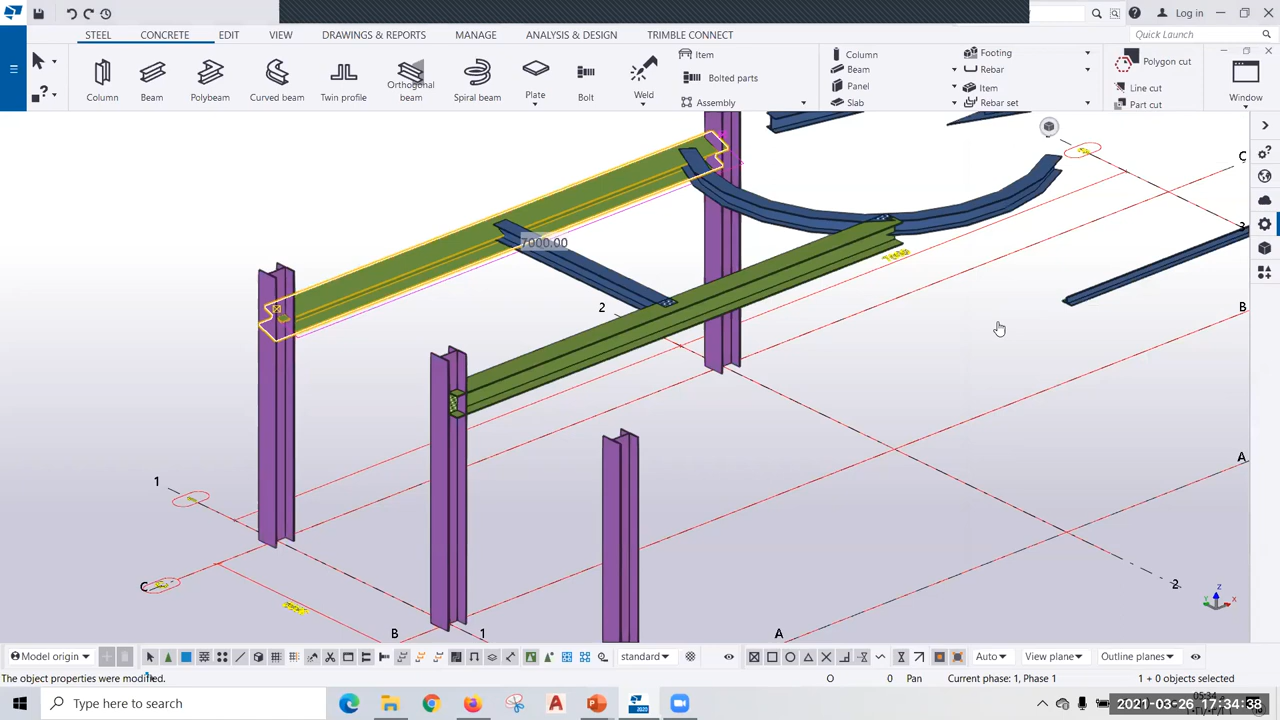 Log in
STEEL CONCRETE EDIT VIEW DRAWINGS & REPORTS MANAGE ANALYSIS & DESIGN TRIMBLE CONNECT
Quick Launch
Column Beam Polybeam Curved beam Twin profile Orthogonal beam Spiral beam Plate Bolt Weld
Item
Bolted parts
Assembly
Column
Beam
Panel
Slab
Footing
Rebar
Item
Rebar set
Polygon cut
Line cut
Part cut
Window
C
3
7000.00
2
B
A
1
C
2
B 1 A
Z
X
Model origin standard Auto View plane Outline planes
The object properties were modified. O 0 Pan Current phase: 1, Phase 1 1 + 0 objects selected
Type here to search
2021-03-26 17:34:38